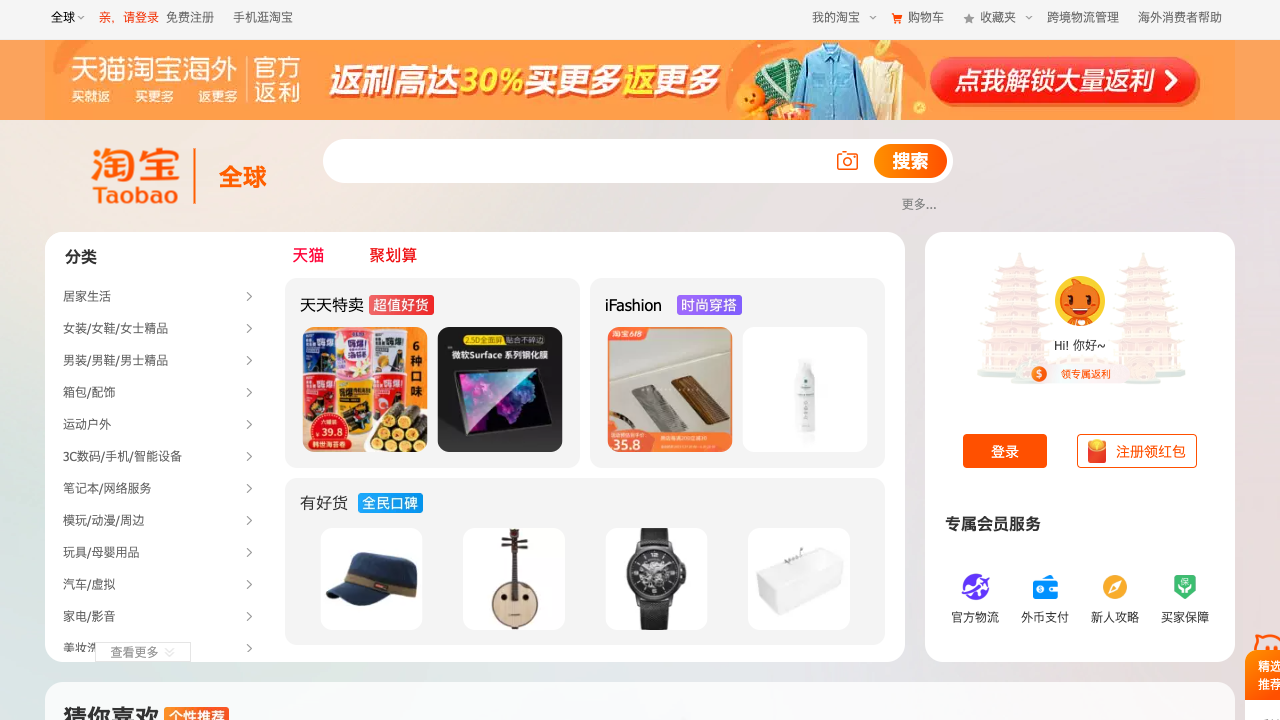 全球 亲，请登录 免费注册 手机逛淘宝 我的淘宝 购物车 收藏夹 跨境物流管理 海外消费者帮助
天猫淘宝海外 官方返利
买就返 买更多 返更多
返利高达30%买更多返更多
点我解锁大量返利
淘宝 Taobao 全球
搜索
更多...
分类
居家生活
女装/女鞋/女士精品
男装/男鞋/男士精品
箱包/配饰
运动户外
3C数码/手机/智能设备
笔记本/网络服务
模玩/动漫/周边
玩具/母婴用品
汽车/虚拟
家电/影音
查看更多
天猫 聚划算
天天特卖 超值好货
6种口味
39.8
2.5D全面屏 贴合不碎边
微软Surface 系列钢化膜
iFashion 时尚穿搭
35.8
有好货 全民口碑
Hi! 你好~
领专属返利
登录 注册领红包
专属会员服务
保
官方物流 外币支付 新人攻略 买家保障
精选
推荐
猜你喜欢 个性推荐